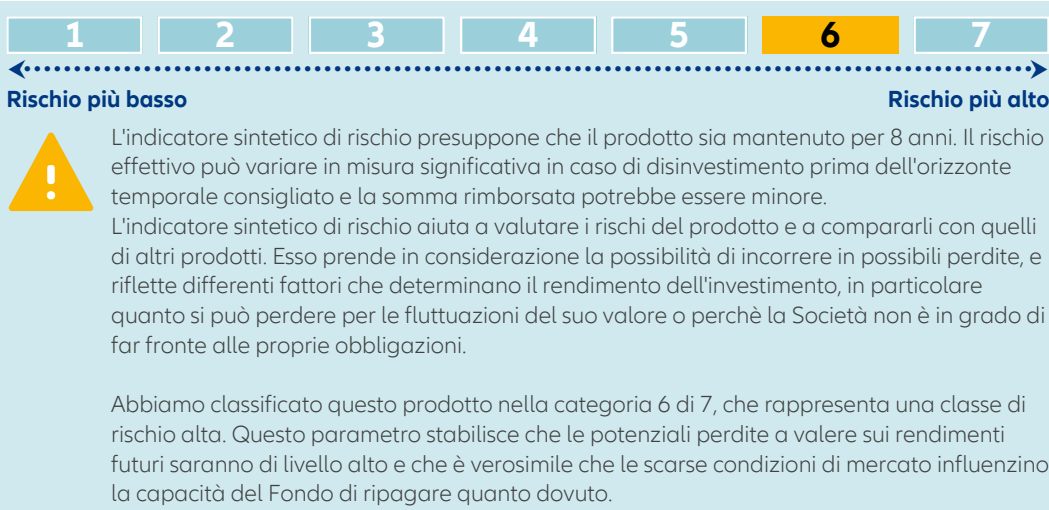 1 2 3 4 5 6 7
Rischio più basso Rischio più alto
L'indicatore sintetico di rischio presuppone che il prodotto sia mantenuto per 8 anni. Il rischio
effettivo può variare in misura significativa in caso di disinvestimento prima dell'orizzonte
temporale consigliato e la somma rimborsata potrebbe essere minore.
L'indicatore sintetico di rischio aiuta a valutare i rischi del prodotto e a compararli con quelli
di altri prodotti. Esso prende in considerazione la possibilità di incorrere in possibili perdite, e
riflette differenti fattori che determinano il rendimento dell'investimento, in particolare
quanto si può perdere per le fluttuazioni del suo valore o perchè la Società non è in grado di
far fronte alle proprie obbligazioni.
Abbiamo classificato questo prodotto nella categoria 6 di 7, che rappresenta una classe di
rischio alta. Questo parametro stabilisce che le potenziali perdite a valere sui rendimenti
futuri saranno di livello alto e che è verosimile che le scarse condizioni di mercato influenzino
la capacità del Fondo di ripagare quanto dovuto.